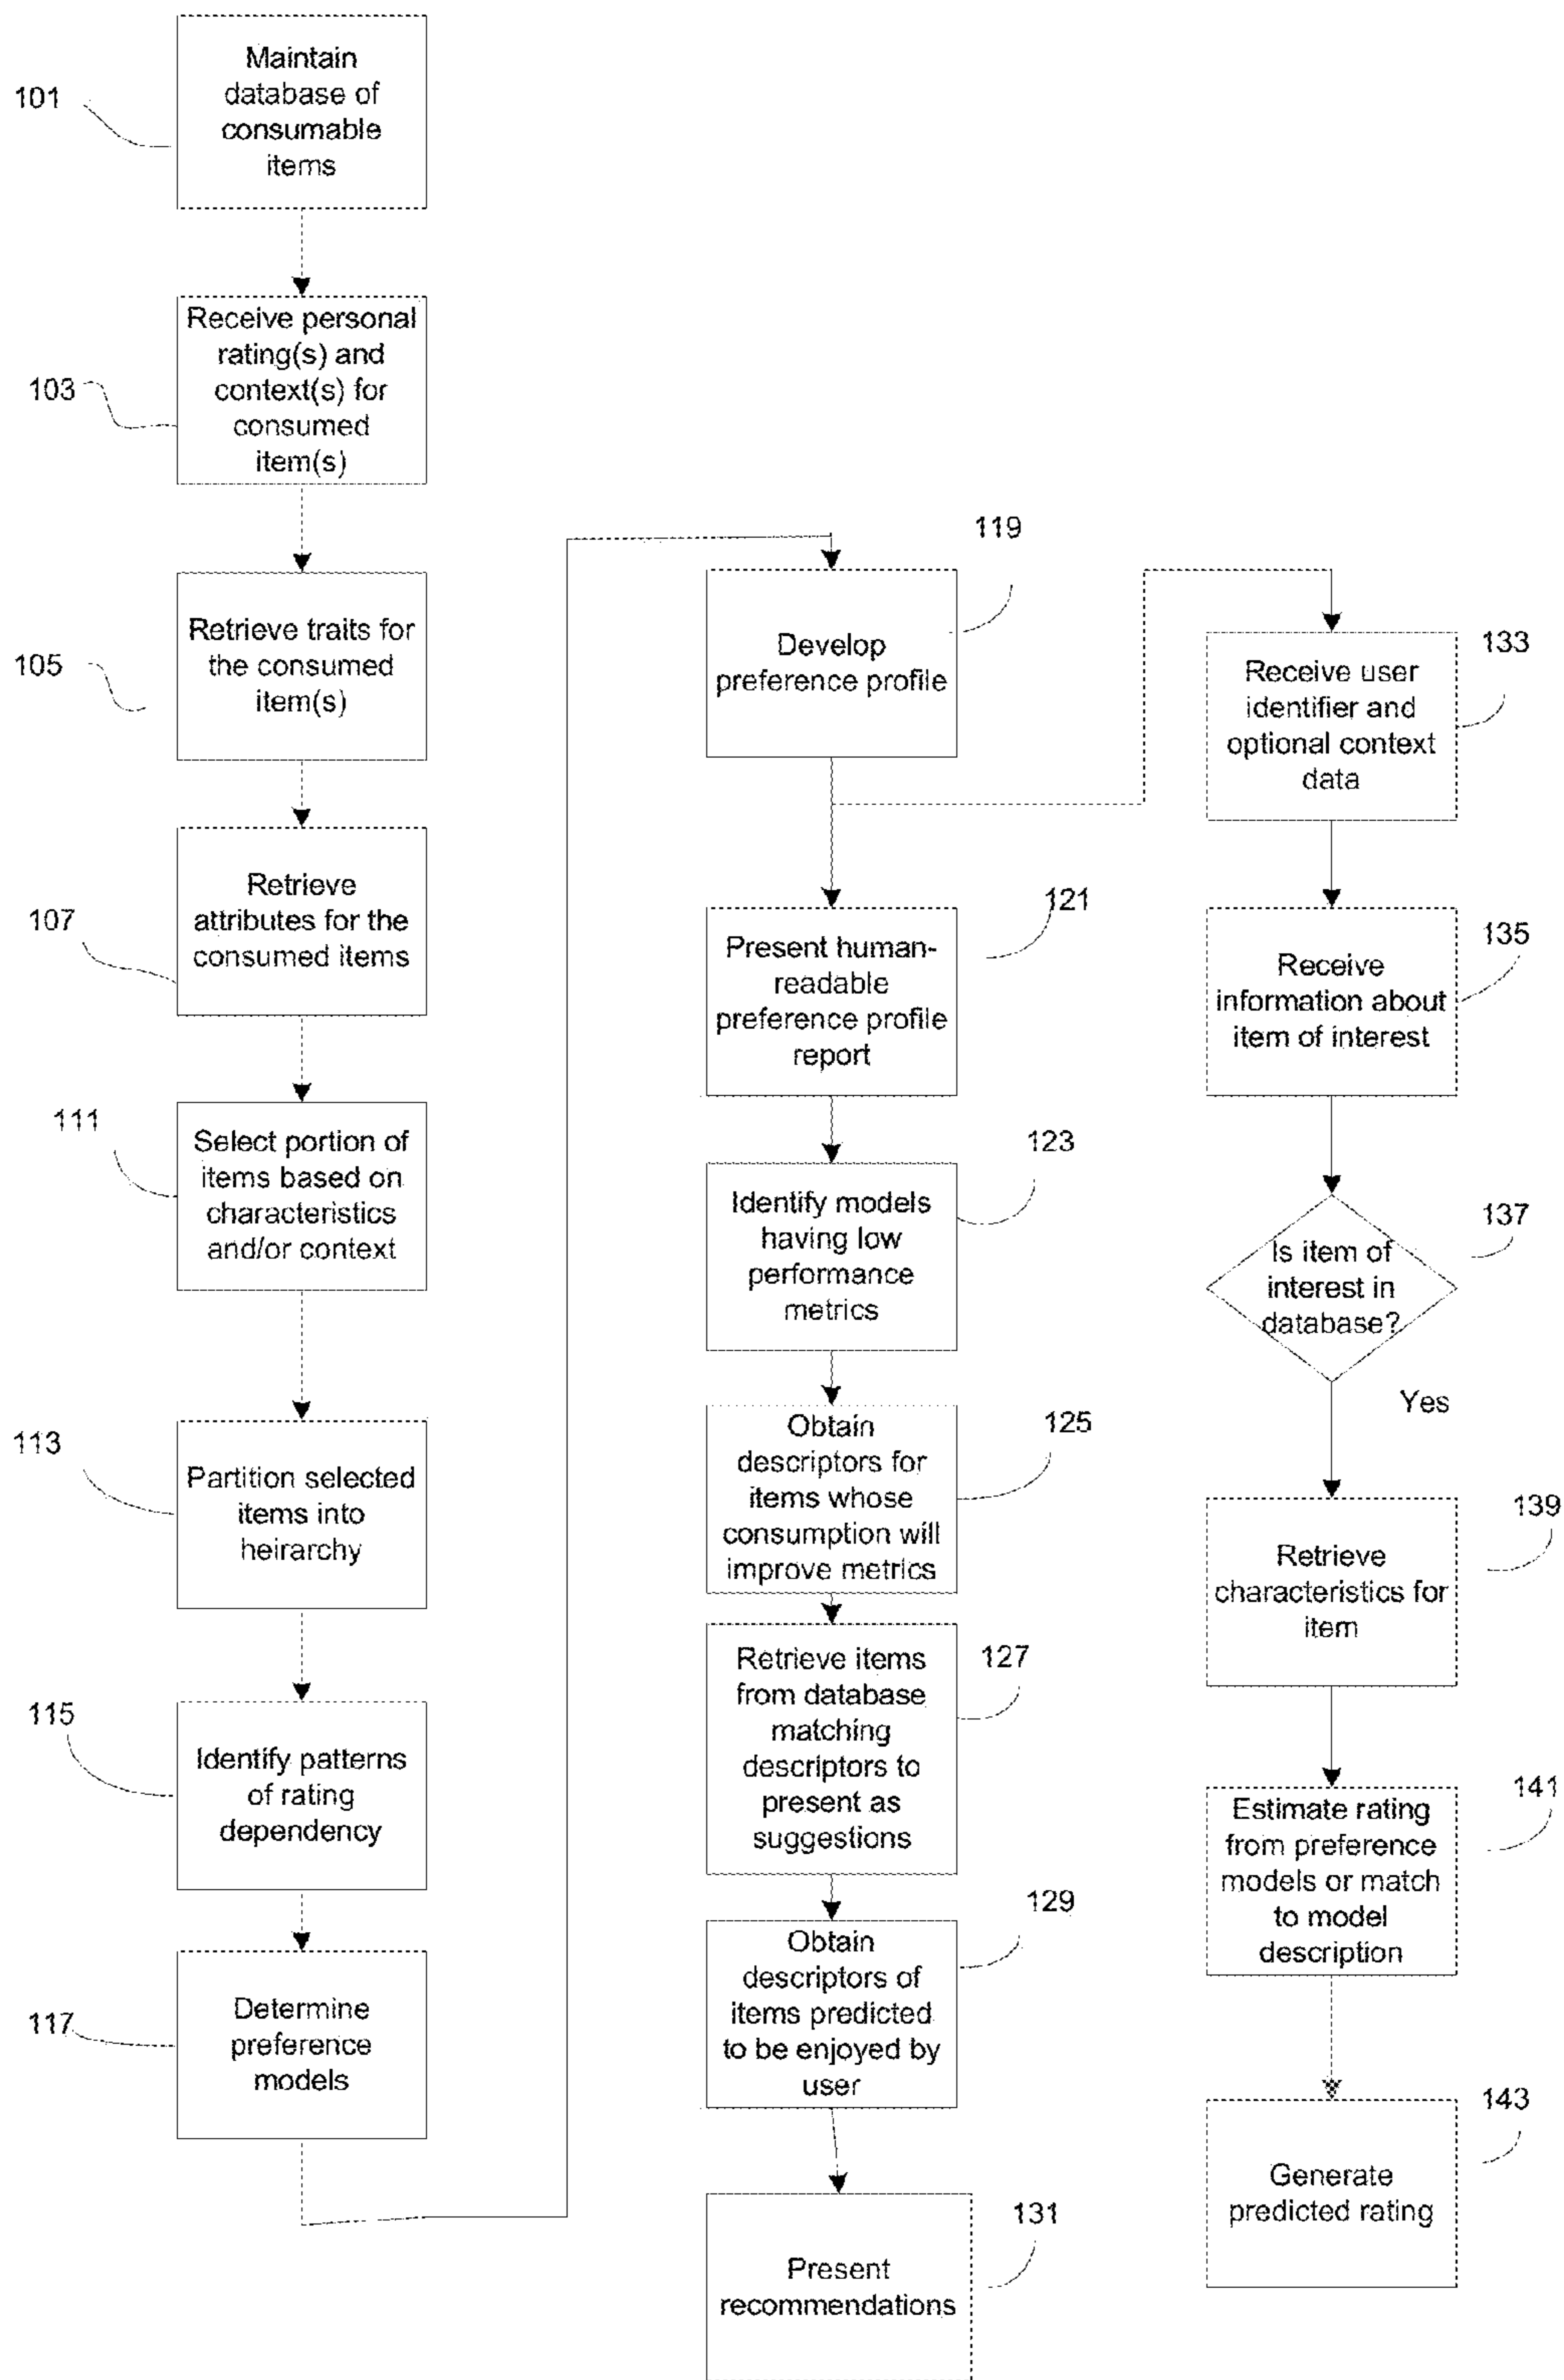 101
Maintain
database of
consumable
items
103
Receive personal
rating(s) and
context(s) for
consumed
item(s)
105
Retrieve traits for
the consumed
item(s)
107
Retrieve
attributes for the
consumed items
111
Select portion of
items based on
characteristics
and/or context
113
Partition selected
items into
heirarchy
115
Identify patterns
of rating
dependency
117
Determine
preference
models
119
Develop
preference profile
121
Present human-
readable
preference profile
report
123
Identify models
having low
performance
metrics
125
Obtain
descriptors for
items whose
consumption will
improve metrics
127
Retrieve items
from database
matching
descriptors to
present as
suggestions
129
Obtain
descriptors of
items predicted
to be enjoyed by
user
131
Present
recommendations
133
Receive user
identifier and
optional context
data
135
Receive
information about
item of interest
137
Is item of
interest in
database?
Yes
139
Retrieve
characteristics for
item
141
Estimate rating
from preference
models or match
to model
description
143
Generate
predicted rating